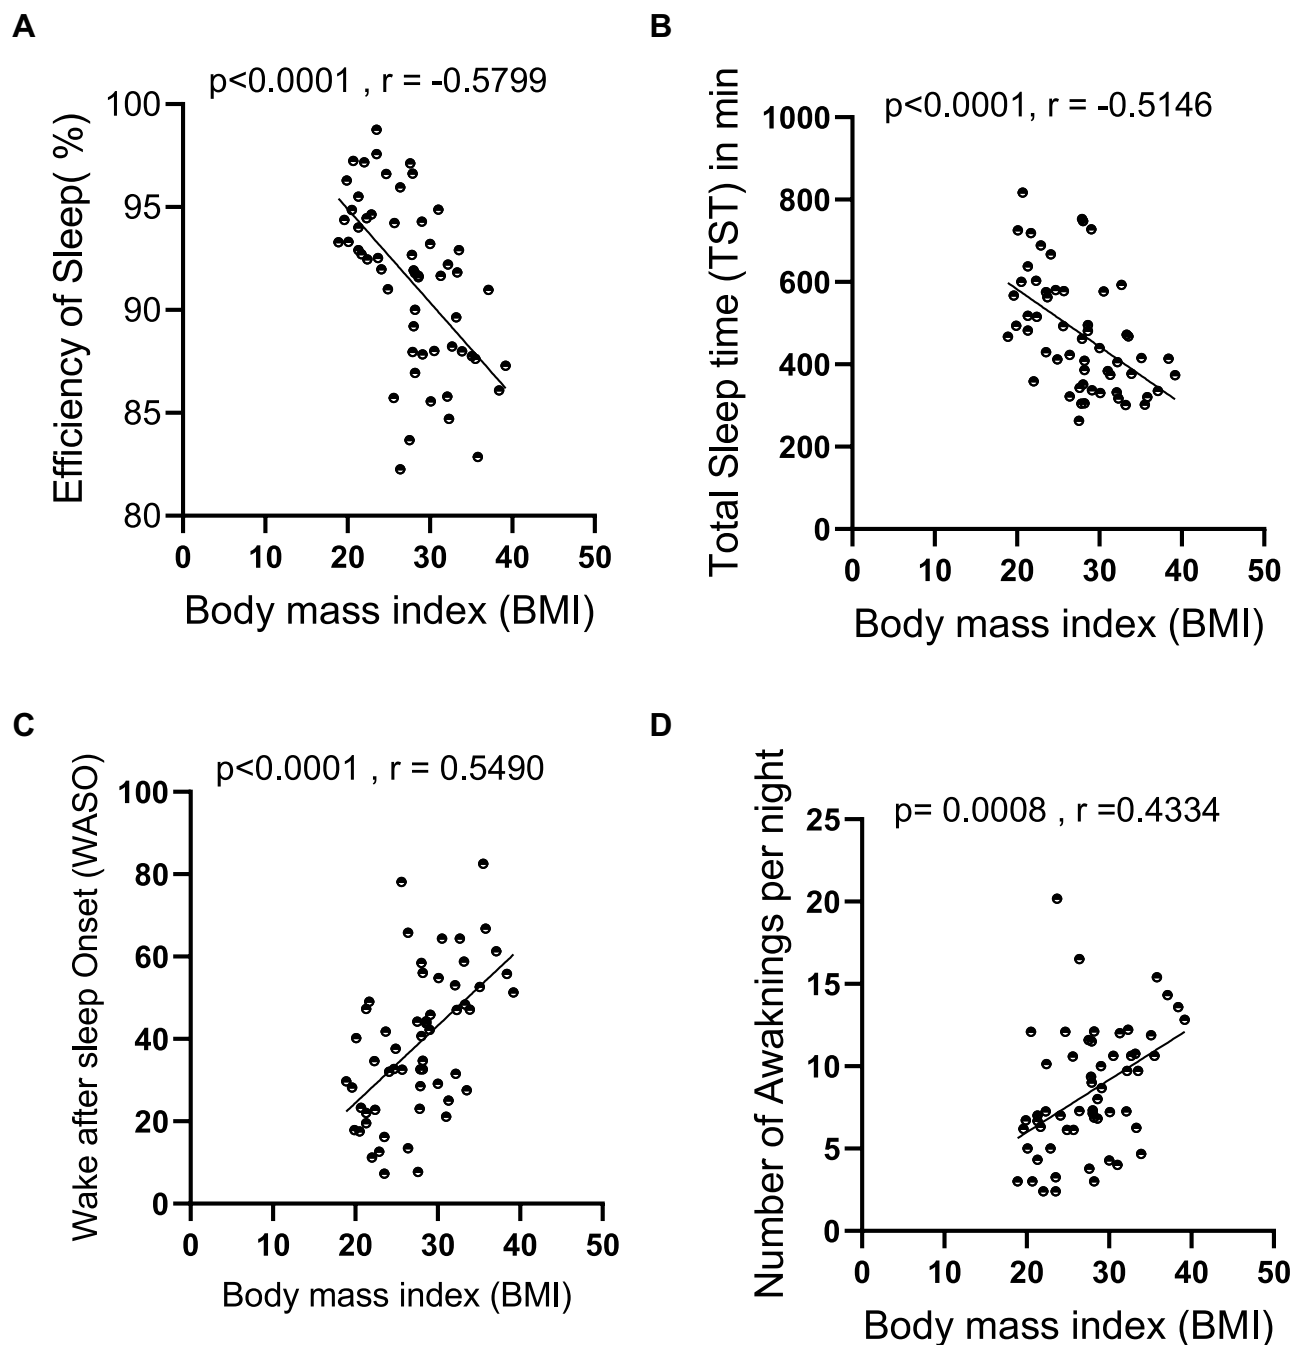 A
p<0.0001 , r = -0.5799
Efficiency of Sleep( %)
100
95
90
85
80
0 10 20 30 40 50
Body mass index (BMI)
B
p<0.0001, r = -0.5146
Total Sleep time (TST) in min
1000
800
600
400
200
0
0 10 20 30 40 50
Body mass index (BMI)
C
p<0.0001 , r = 0.5490
Wake after sleep Onset (WASO)
100
80
60
40
20
0
0 10 20 30 40 50
Body mass index (BMI)
D
p= 0.0008 , r =0.4334
Number of Awaknings per night
25
20
15
10
5
0
0 10 20 30 40 50
Body mass index (BMI)